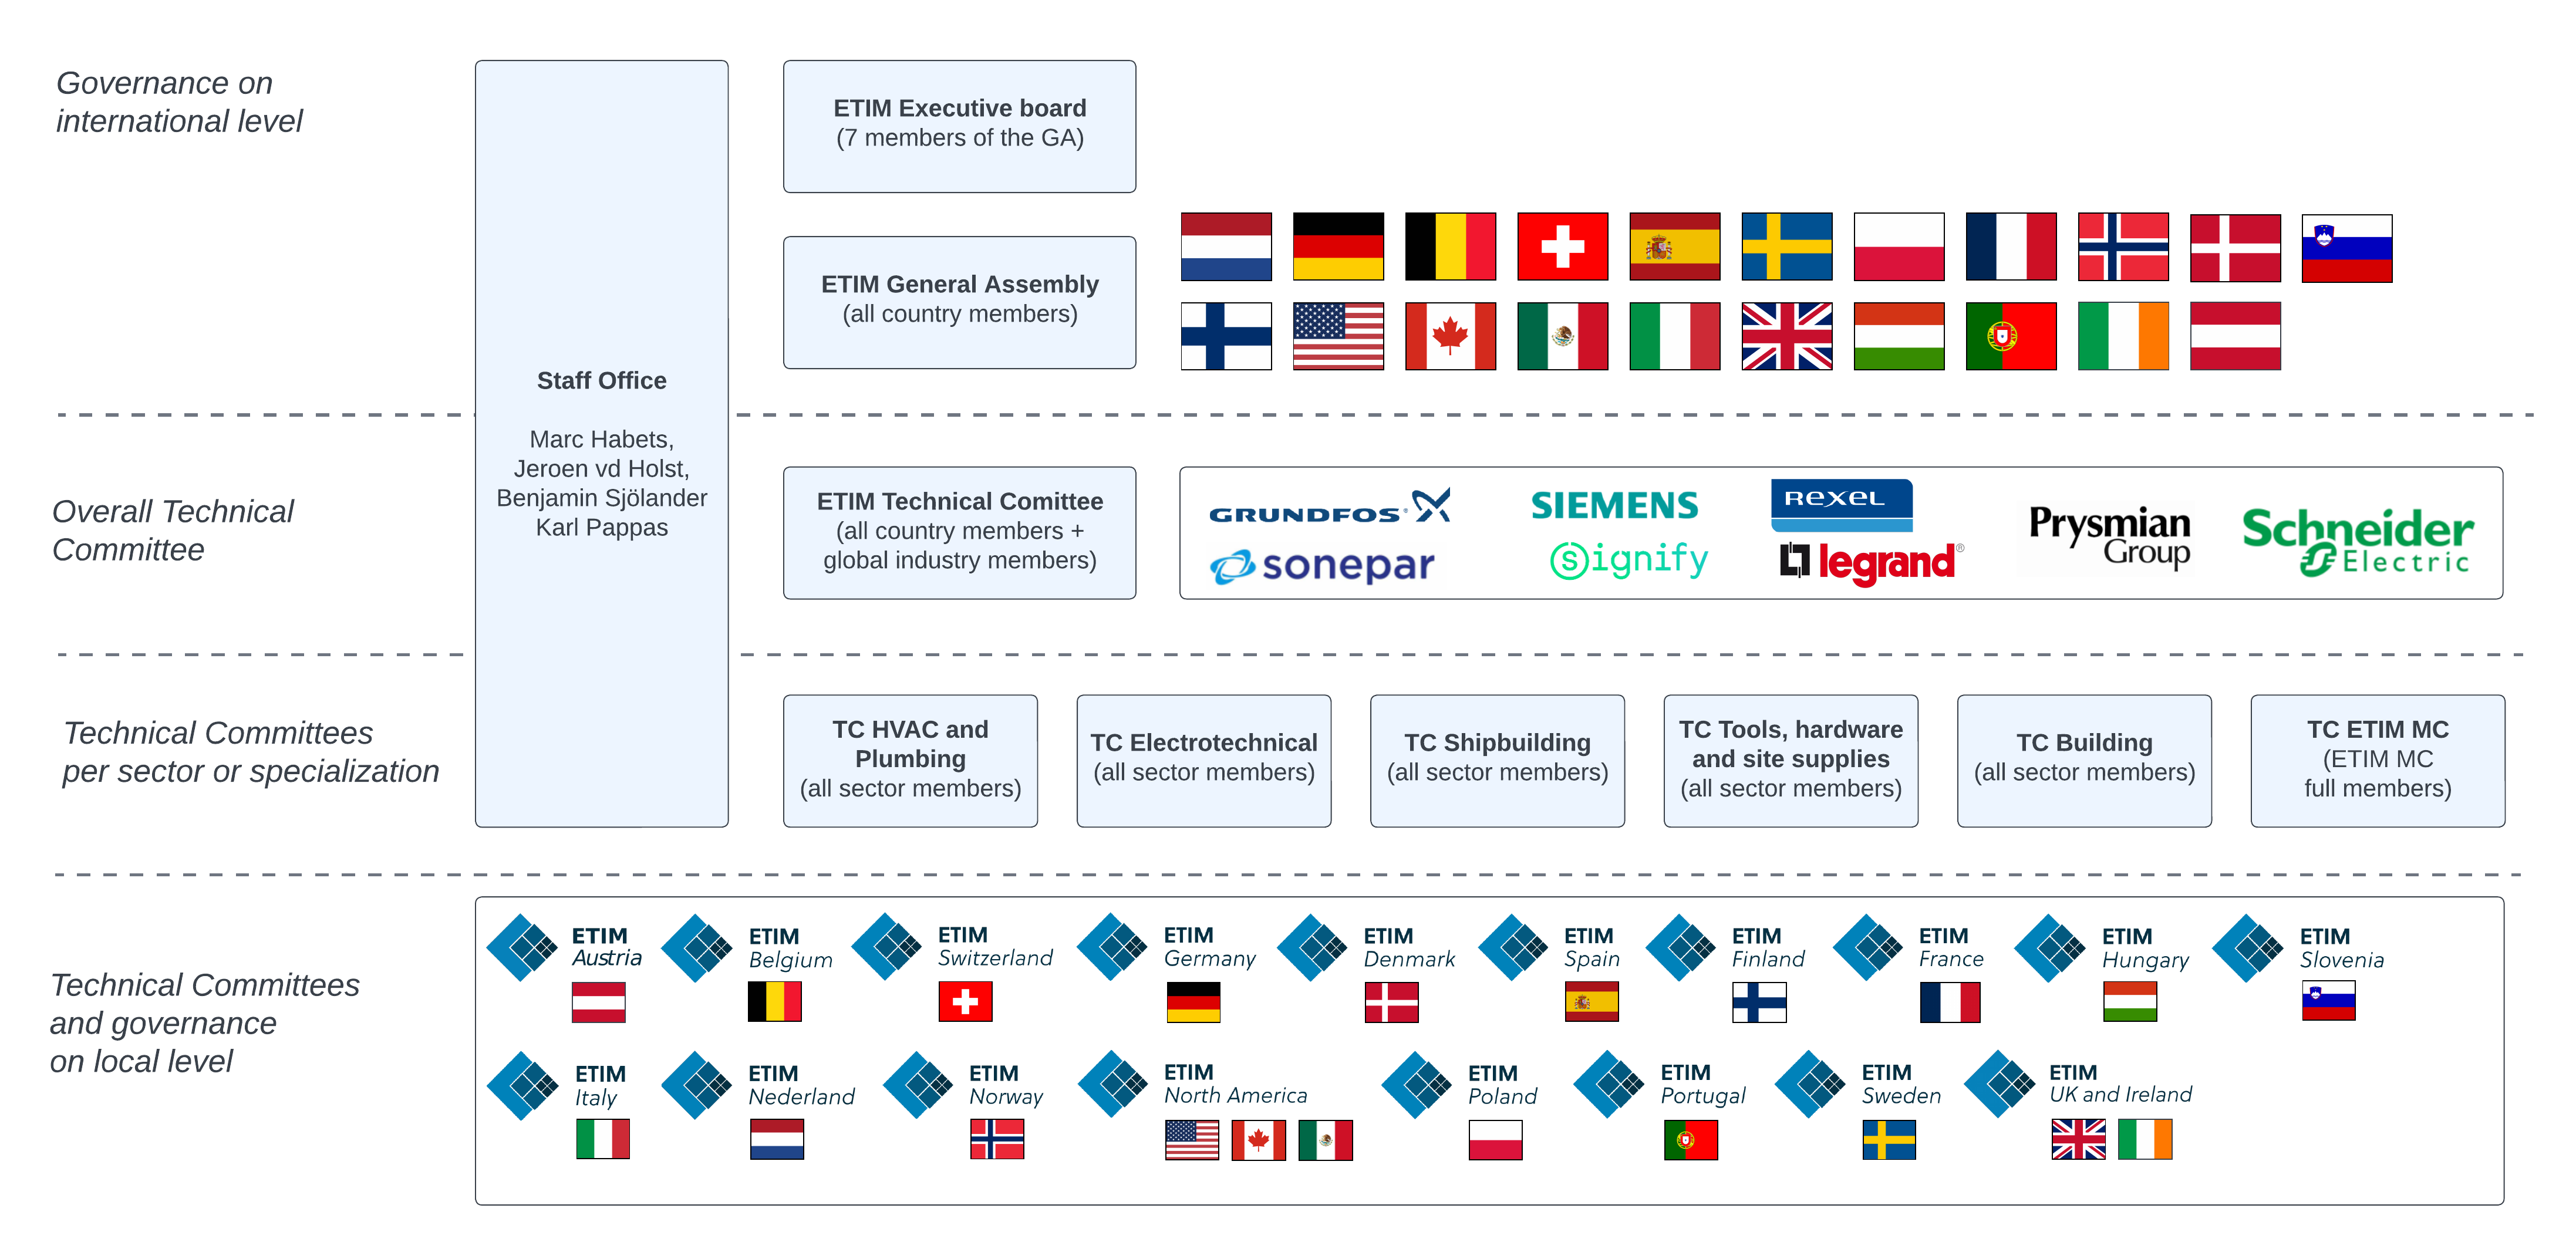 Governance on
international level
ETIM Executive board
(7 members of the GA)
ETIM General Assembly
(all country members)
Staff Office
Marc Habets,
Jeroen vd Holst,
Benjamin Sjölander
Karl Pappas
Overall Technical
Committee
ETIM Technical Comittee
(all country members +
global industry members)
GRUNDFOS
SIEMENS
REXEL
Prysmian
Group
Schneider
Electric
sonepar
Signify
legrand®
Technical Committees
per sector or specialization
TC HVAC and
Plumbing
(all sector members)
TC Electrotechnical
(all sector members)
TC Shipbuilding
(all sector members)
TC Tools, hardware
and site supplies
(all sector members)
TC Building
(all sector members)
TC ETIM MC
(ETIM MC
full members)
Technical Committees
and governance
on local level
ETIM
Austria
ETIM
Belgium
ETIM
Switzerland
ETIM
Germany
ETIM
Denmark
ETIM
Spain
ETIM
Finland
ETIM
France
ETIM
Hungary
ETIM
Slovenia
ETIM
Italy
ETIM
Nederland
ETIM
Norway
ETIM
North America
ETIM
Poland
ETIM
Portugal
ETIM
Sweden
ETIM
UK and Ireland